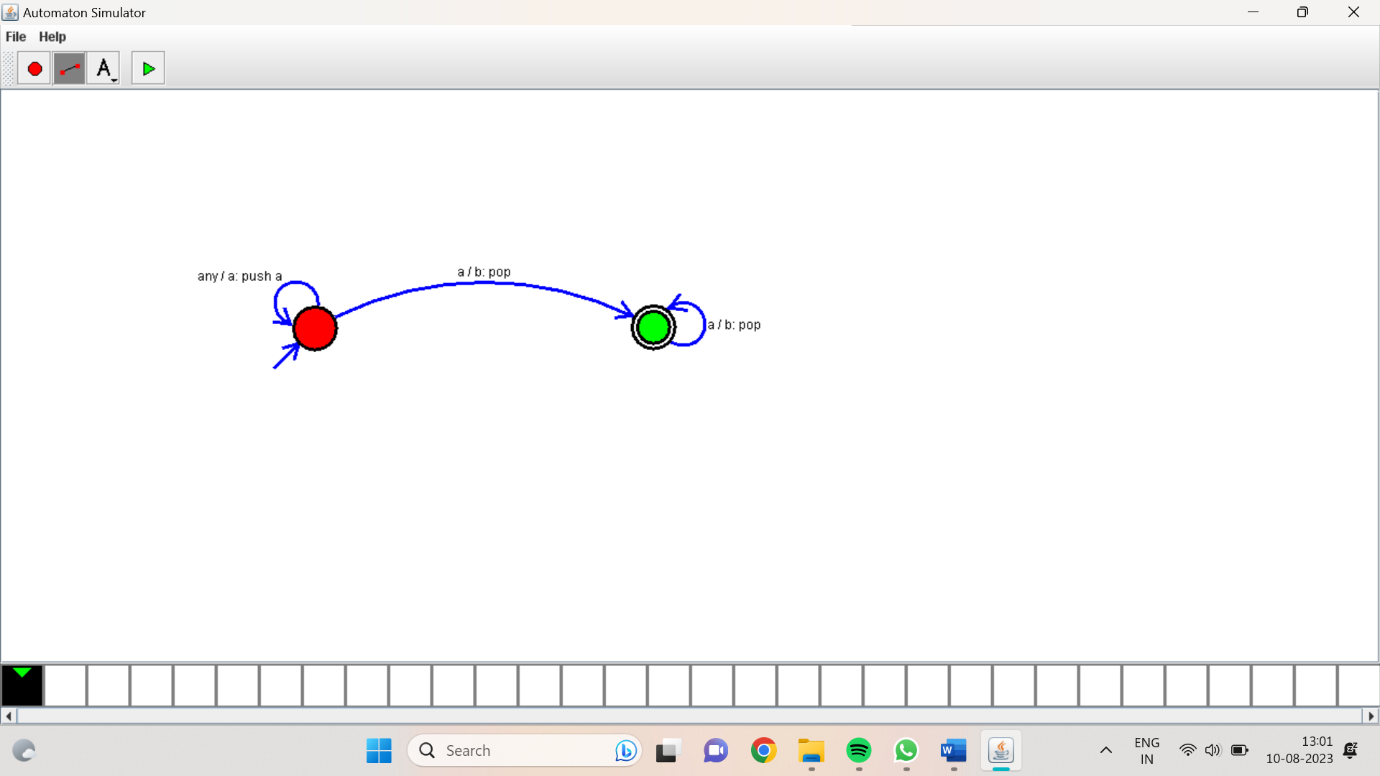 Automaton Simulator
File Help
A
a / b: pop
any / a: push a
a / b: pop
Search
ENG
IN
13:01
10-08-2023